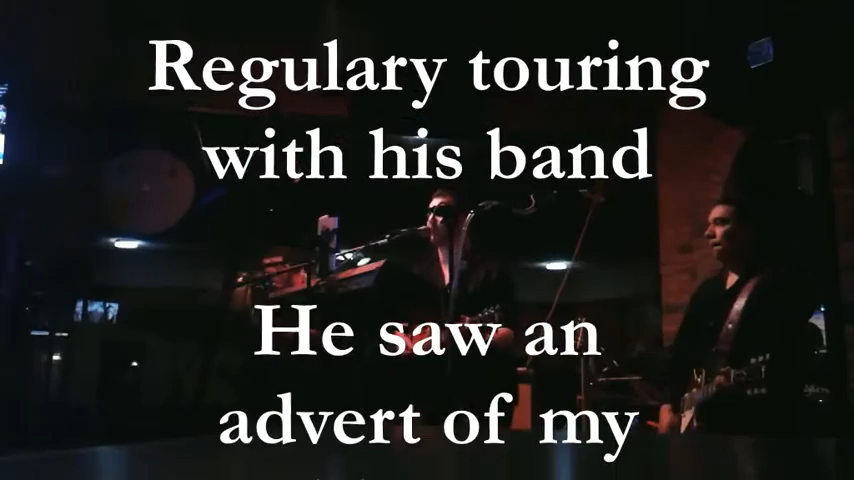 Regulary touring
with his band
He saw an
advert of my